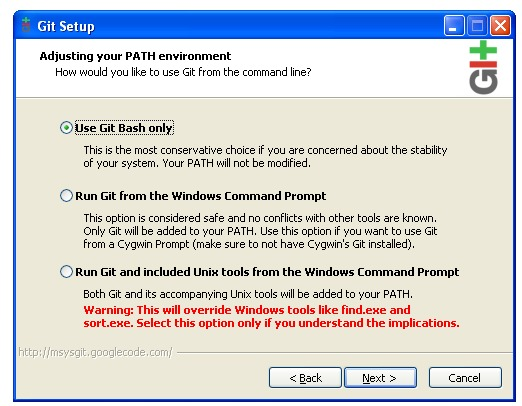 Git Setup
Adjusting your PATH environment
How would you like to use Git from the command line?
GIT
Use Git Bash only
This is the most conservative choice if you are concerned about the stability
of your system. Your PATH will not be modified.
Run Git from the Windows Command Prompt
This option is considered safe and no conflicts with other tools are known.
Only Git will be added to your PATH. Use this option if you want to use Git
from a Cygwin Prompt (make sure to not have Cygwin's Git installed).
Run Git and included Unix tools from the Windows Command Prompt
Both Git and its accompanying Unix tools will be added to your PATH.
Warning: This will override Windows tools like find.exe and
sort.exe. Select this option only if you understand the implications.
http://msysgit.googlecode.com/
< Back
Next >
Cancel